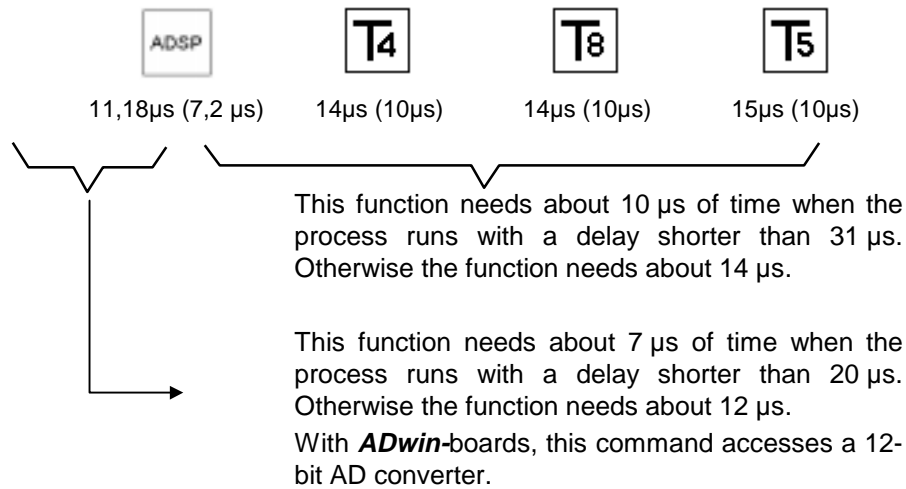 ADSP T4 T8 T5
11,18µs (7,2 µs) 14µs (10µs) 14µs (10µs) 15µs (10µs)
This function needs about 10 µs of time when the
process runs with a delay shorter than 31 µs.
Otherwise the function needs about 14 µs.
This function needs about 7 µs of time when the
process runs with a delay shorter than 20 µs.
Otherwise the function needs about 12 µs.
With ADwin-boards, this command accesses a 12-
bit AD converter.